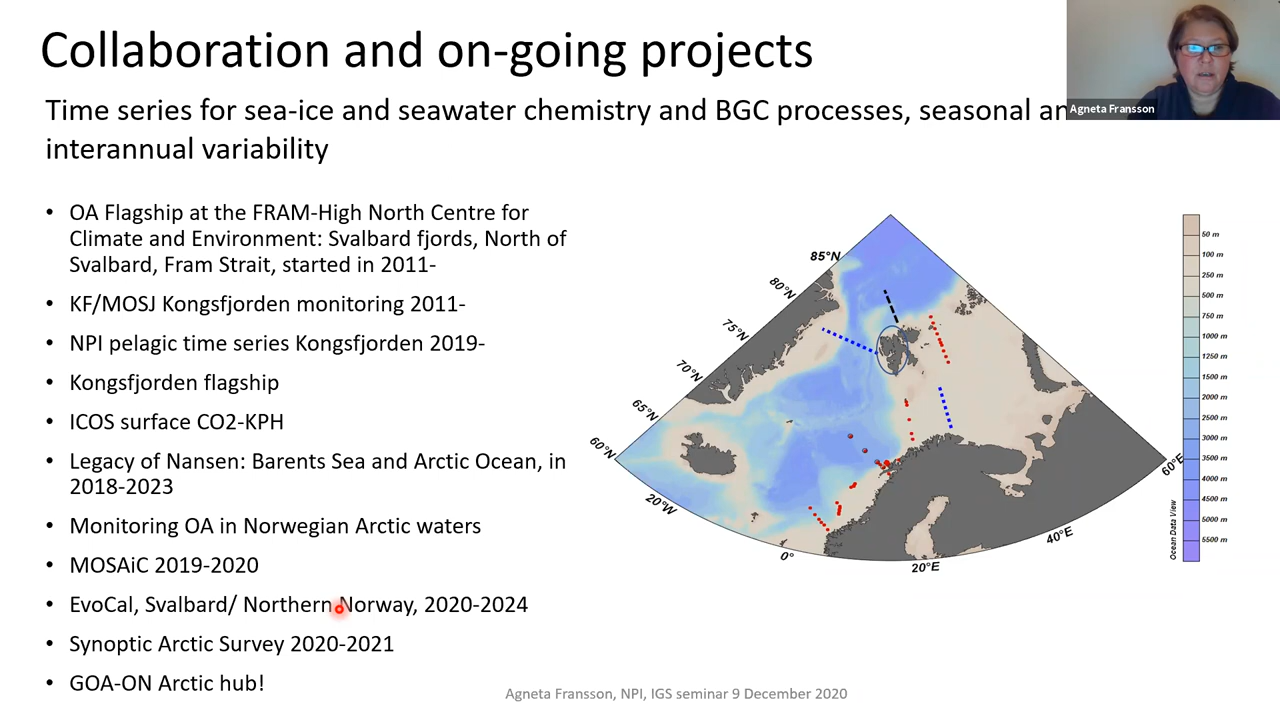 Collaboration and on-going projects
Agneta Fransson
Time series for sea-ice and seawater chemistry and BGC processes, seasonal an
interannual variability
• OA Flagship at the FRAM-High North Centre for
Climate and Environment: Svalbard fjords, North of
Svalbard, Fram Strait, started in 2011-
• KF/MOSJ Kongsfjorden monitoring 2011-
• NPI pelagic time series Kongsfjorden 2019-
• Kongsfjorden flagship
• ICOS surface CO2-KPH
• Legacy of Nansen: Barents Sea and Arctic Ocean, in
2018-2023
• Monitoring OA in Norwegian Arctic waters
• MOSAiC 2019-2020
• EvoCal, Svalbard/ Northern Norway, 2020-2024
• Synoptic Arctic Survey 2020-2021
• GOA-ON Arctic hub!
85°N
80°N
75°N
70°N
65°N
60°N
20°W
0°
20°E
40°E
60°E
50 m
100 m
250 m
500 m
750 m
1000 m
1250 m
1500 m
2000 m
2500 m
3000 m
3500 m
4000 m
4500 m
5000 m
5500 m
Ocean Data View
Agneta Fransson, NPI, IGS seminar 9 December 2020